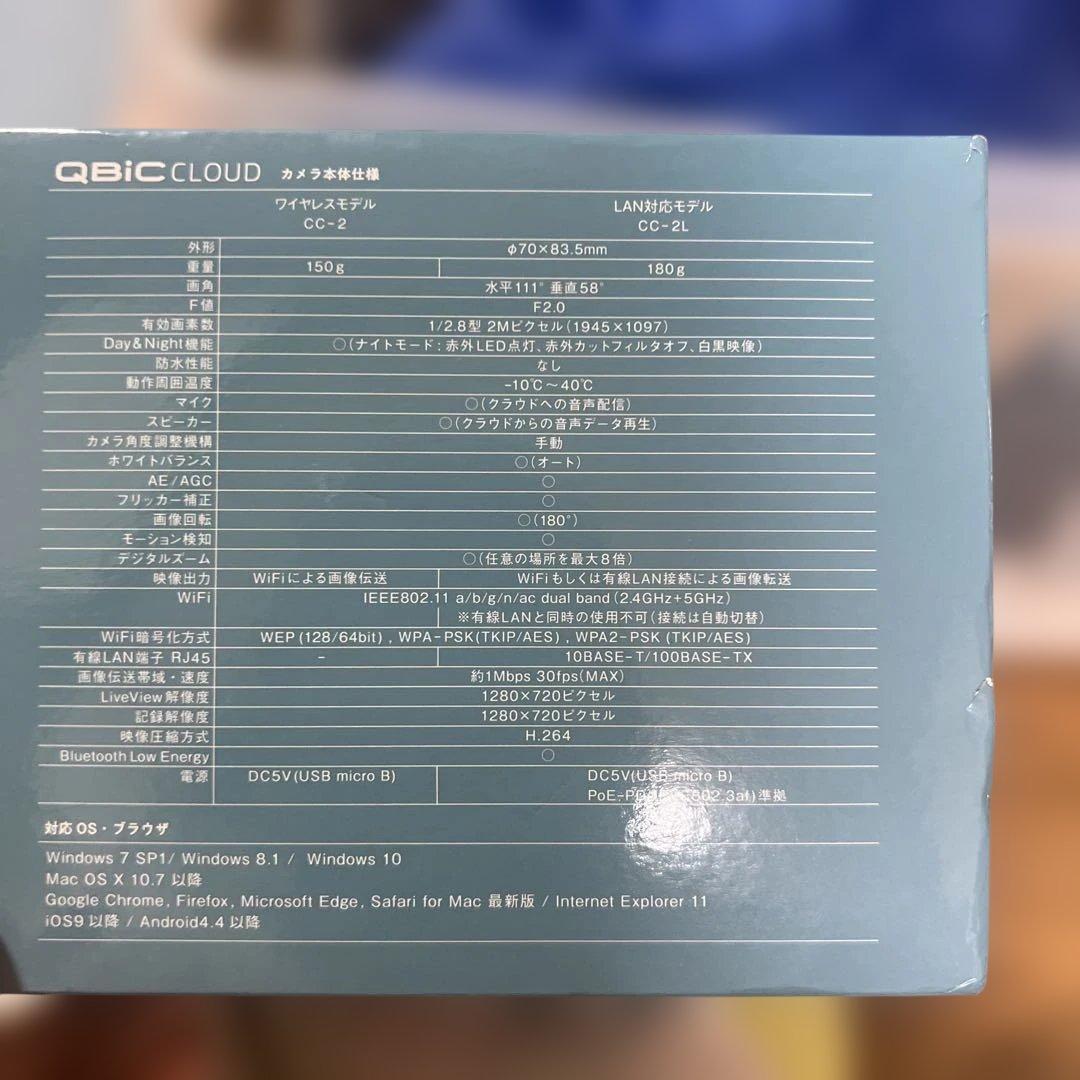 QBiC CLOUD カメラ本体仕様
ワイヤレスモデル LAN対応モデル
CC-2 CC-2L
外形 φ70×83.5mm
重量 150g 180g
画角 水平111° 垂直58°
F値 F2.0
有効画素数 1/2.8型 2Mピクセル(1945×1097)
Day&Night機能 ○(ナイトモード:赤外LED点灯、赤外カットフィルタオフ、白黒映像)
防水性能 なし
動作周囲温度 -10℃～40℃
マイク ○(クラウドへの音声配信)
スピーカー ○(クラウドからの音声データ再生)
カメラ角度調整機構 手動
ホワイトバランス ○(オート)
AE/AGC ○
フリッカー補正 ○
画像回転 ○(180°)
モーション検知 ○
デジタルズーム ○(任意の場所を最大8倍)
映像出力 WiFiによる画像伝送 WiFiもしくは有線LAN接続による画像転送
WiFi IEEE802.11 a/b/g/n/ac dual band(2.4GHz+5GHz)
※有線LANと同時の使用不可(接続は自動切替)
WiFi暗号化方式 WEP(128/64bit) , WPA-PSK(TKIP/AES) , WPA2-PSK (TKIP/AES)
有線LAN端子 RJ45 - 10BASE-T/100BASE-TX
画像伝送帯域・速度 約1Mbps 30fps(MAX)
LiveView解像度 1280×720ピクセル
記録解像度 1280×720ピクセル
映像圧縮方式 H.264
Bluetooth Low Energy ○
電源 DC5V(USB micro B) DC5V(USB micro B)
802.3af)準拠
対応OS・ブラウザ
Windows 7 SP1/ Windows 8.1 / Windows 10
Mac OS X 10.7 以降
Google Chrome, Firefox, Microsoft Edge, Safari for Mac 最新版 / Internet Explorer 11
iOS9以降 / Android4.4以降